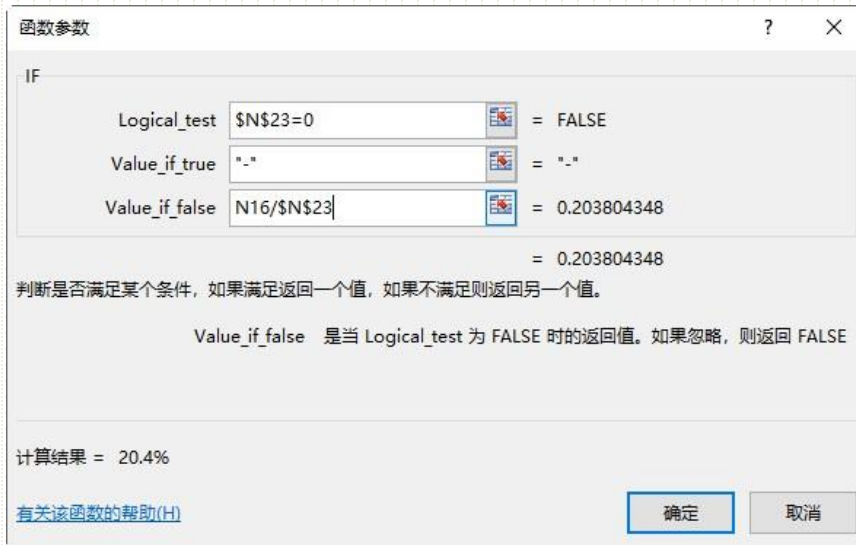 函数参数 ? ×
IF
Logical_test $N$23=0 = FALSE
Value_if_true "-" = "-"
Value_if_false N16/$N$23 = 0.203804348
= 0.203804348
判断是否满足某个条件，如果满足返回一个值，如果不满足则返回另一个值。
Value_if_false 是当 Logical_test 为 FALSE 时的返回值。如果忽略，则返回 FALSE
计算结果 = 20.4%
有关该函数的帮助(H) 确定 取消